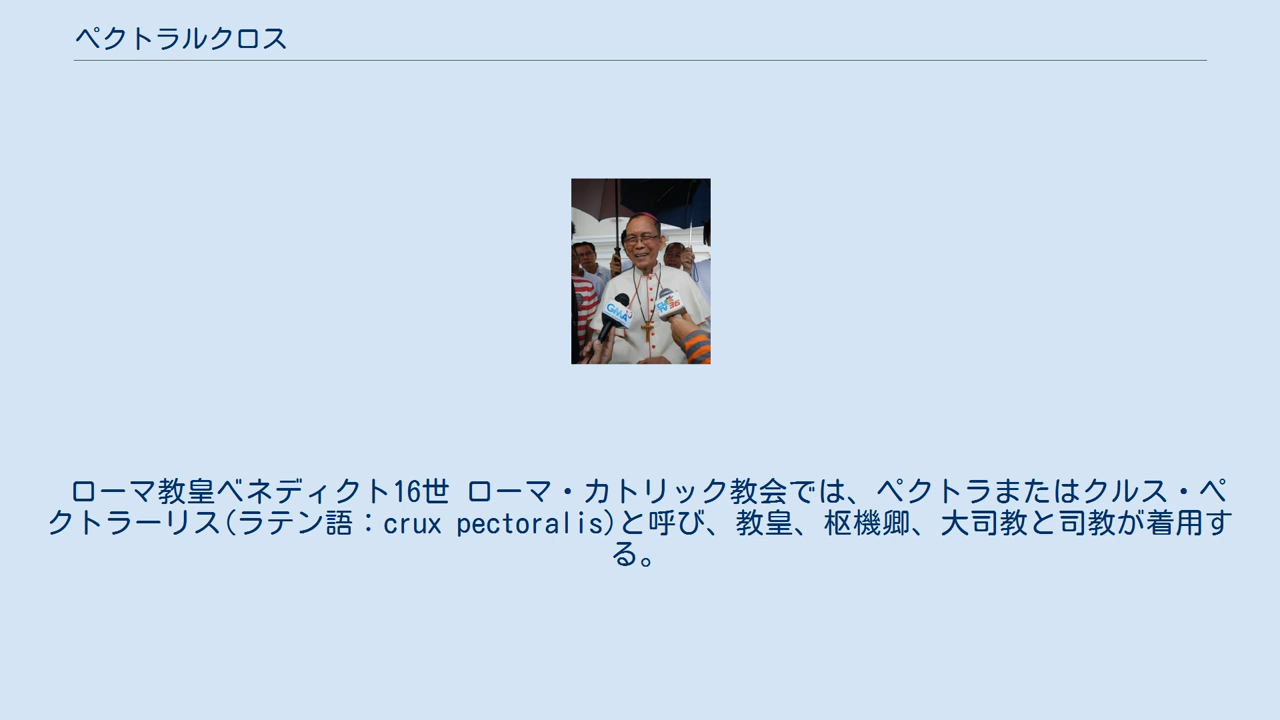 ペクトラルクロス
GMA
ローマ教皇ベネディクト16世 ローマ・カトリック教会では、ペクトラまたはクルス・ペ
クトラーリス(ラテン語：crux pectoralis)と呼び、教皇、枢機卿、大司教と司教が着用す
る。